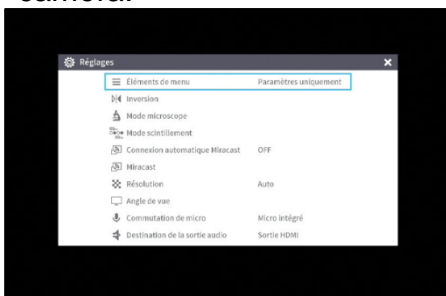 Réglages
Éléments de menu Paramètres uniquement
Inversion
Mode microscope
Mode scintillement
Connexion automatique Miracast OFF
Miracast
Résolution Auto
Angle de vue
Commutation de micro Micro intégré
Destination de la sortie audio Sortie HDMI